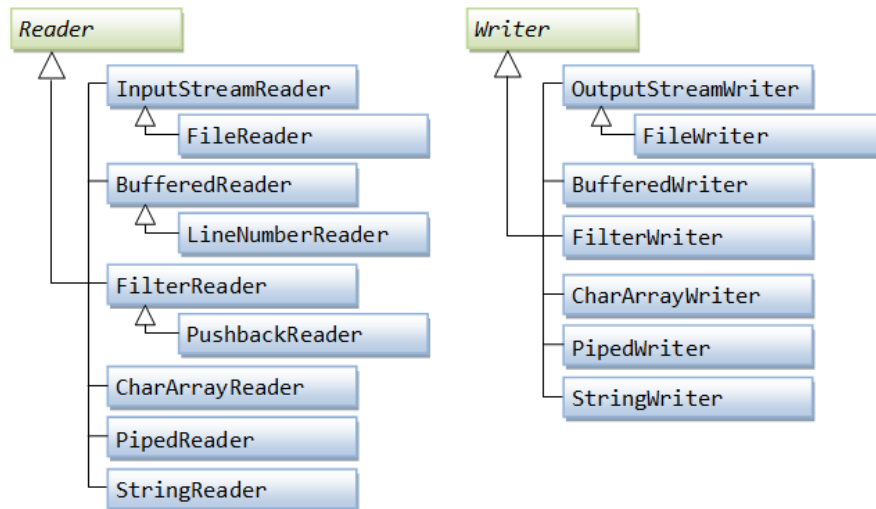 Reader
InputStreamReader
FileReader
BufferedReader
LineNumberReader
FilterReader
PushbackReader
CharArrayReader
PipedReader
StringReader
Writer
OutputStreamWriter
FileWriter
BufferedWriter
FilterWriter
CharArrayWriter
PipedWriter
StringWriter